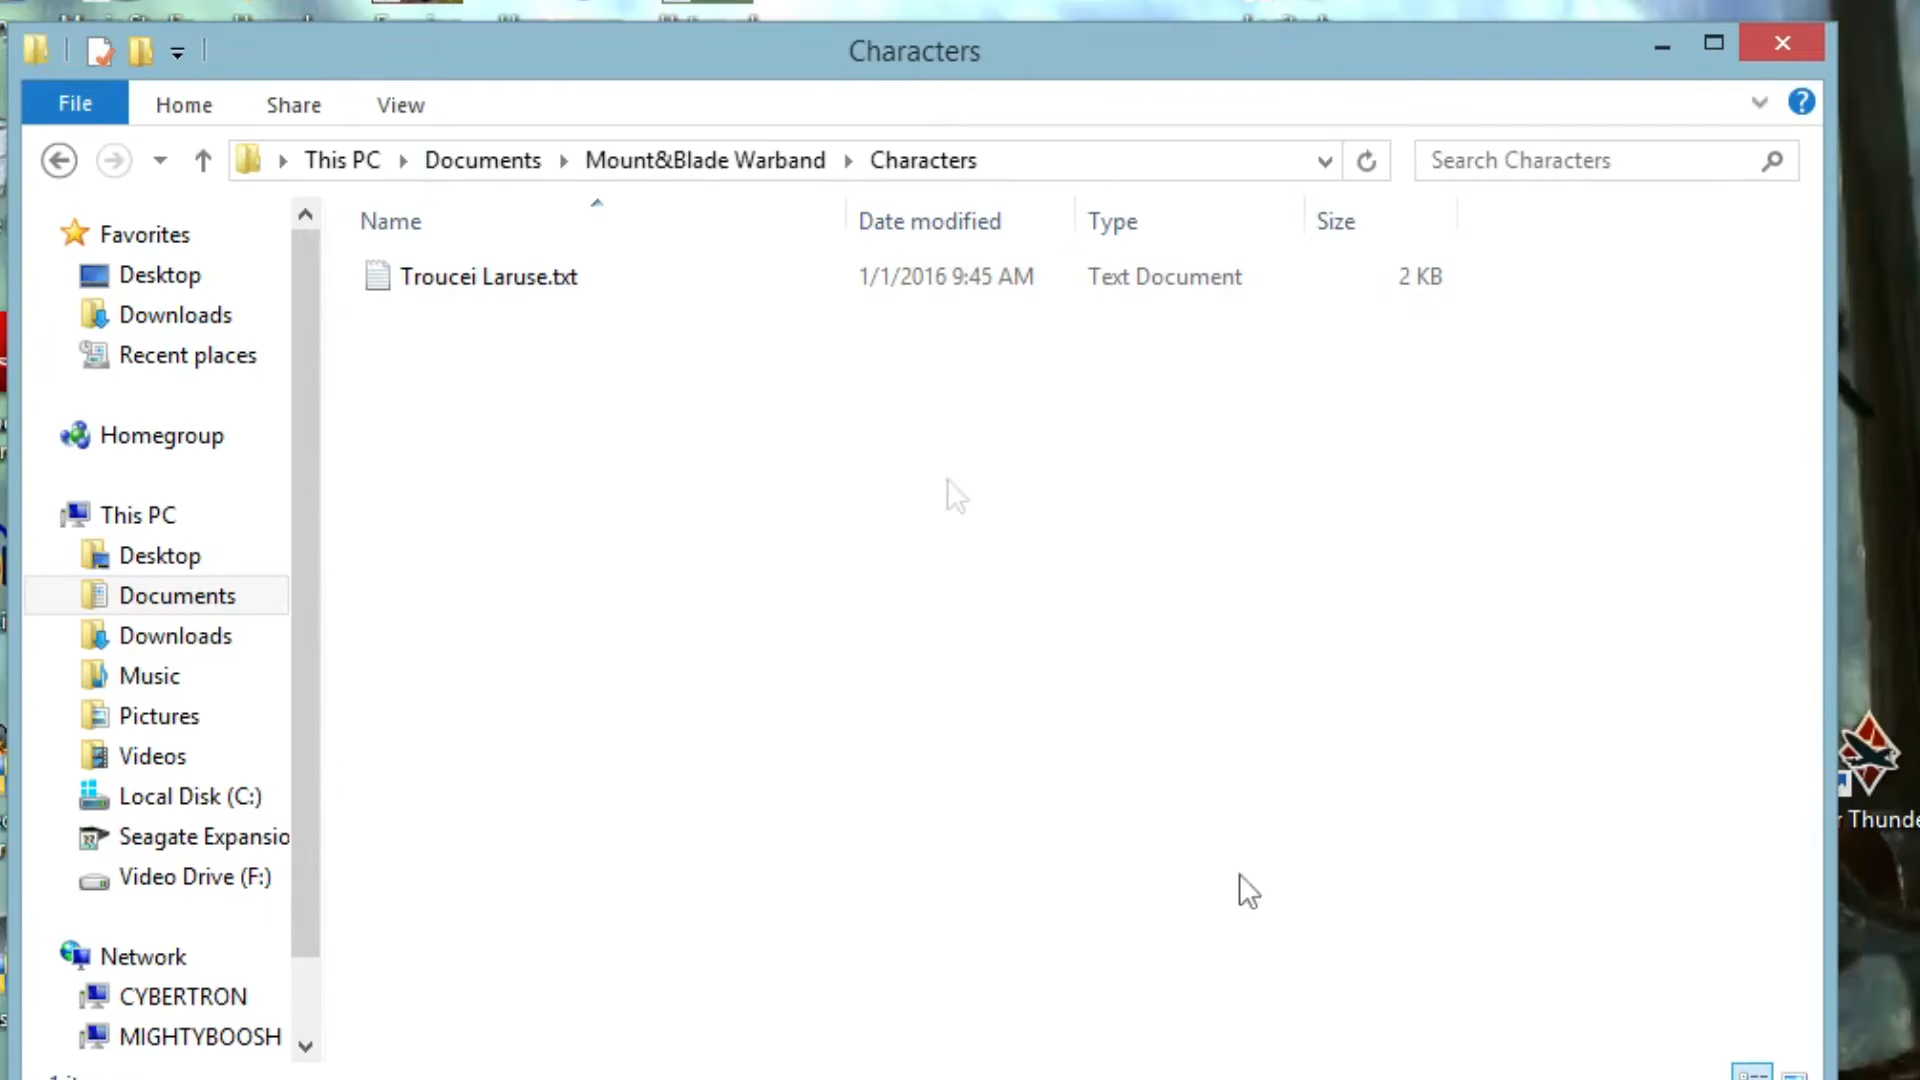 Characters
File Home Share View
This PC Documents Mount&Blade Warband Characters Search Characters
Name Date modified Type Size
Troucei Laruse.txt 1/1/2016 9:45 AM Text Document 2 KB
Favorites
Desktop
Downloads
Recent places
Homegroup
This PC
Desktop
Documents
Downloads
Music
Pictures
Videos
Local Disk (C:)
Seagate Expansio
Video Drive (F:)
Network
CYBERTRON
MIGHTYBOOSH
r Thunde